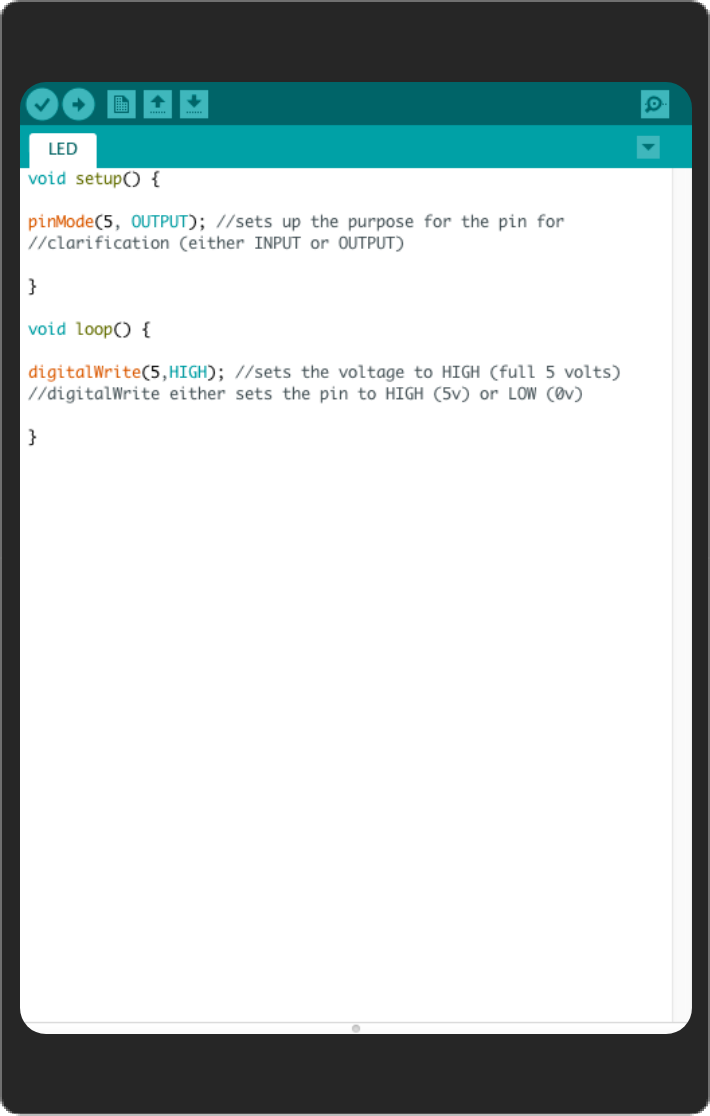 LED
void setup() {
pinMode(5, OUTPUT); //sets up the purpose for the pin for
//clarification (either INPUT or OUTPUT)
}
void loop() {
digitalWrite(5,HIGH); //sets the voltage to HIGH (full 5 volts)
//digitalWrite either sets the pin to HIGH (5v) or LOW (0v)
}